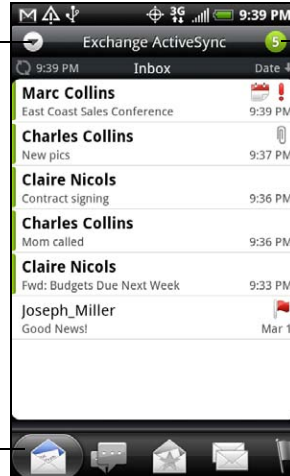 3G 9:39 PM
Exchange ActiveSync 5
9:39 PM Inbox Date
Marc Collins
East Coast Sales Conference 9:39 PM
Charles Collins
New pics 9:37 PM
Claire Nicols
Contract signing 9:36 PM
Charles Collins
Mom called 9:36 PM
Claire Nicols
Fwd: Budgets Due Next Week 9:33 PM
Joseph_Miller
Good News! Mar 1